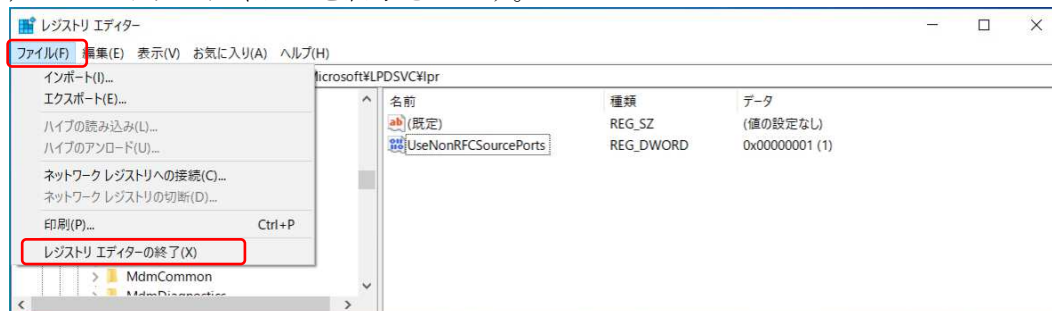 レジストリ エディター
ファイル(F) 編集(E) 表示(V) お気に入り(A) ヘルプ(H)
icrosoft¥LPDSVC¥lpr
インポート(I)...
エクスポート(E)...
ハイブの読み込み(L)...
ハイブのアンロード(U)...
ネットワーク レジストリへの接続(C)...
ネットワーク レジストリの切断(D)...
印刷(P)... Ctrl+P
レジストリ エディターの終了(X)
MdmCommon
MdmDiagnostics
名前 種類 データ
(既定) REG_SZ (値の設定なし)
UseNonRFCSourcePorts REG_DWORD 0x00000001 (1)